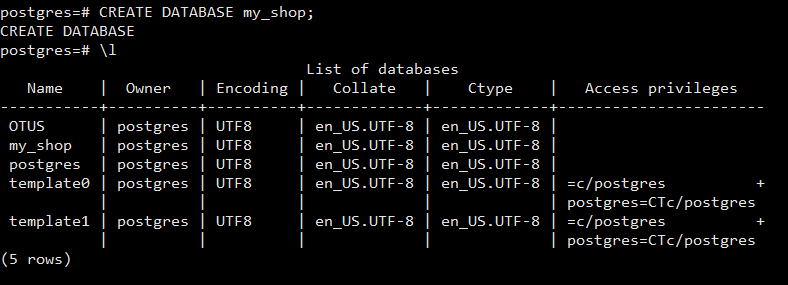 postgres=# CREATE DATABASE my_shop;
CREATE DATABASE
postgres=# \l
                                  List of databases
   Name    |  Owner   | Encoding |   Collate   |    Ctype    |   Access privileges
-----------+----------+----------+-------------+-------------+-----------------------
 OTUS      | postgres | UTF8     | en_US.UTF-8 | en_US.UTF-8 |
 my_shop   | postgres | UTF8     | en_US.UTF-8 | en_US.UTF-8 |
 postgres  | postgres | UTF8     | en_US.UTF-8 | en_US.UTF-8 |
 template0 | postgres | UTF8     | en_US.UTF-8 | en_US.UTF-8 | =c/postgres          +
           |          |          |             |             | postgres=CTc/postgres
 template1 | postgres | UTF8     | en_US.UTF-8 | en_US.UTF-8 | =c/postgres          +
           |          |          |             |             | postgres=CTc/postgres
(5 rows)